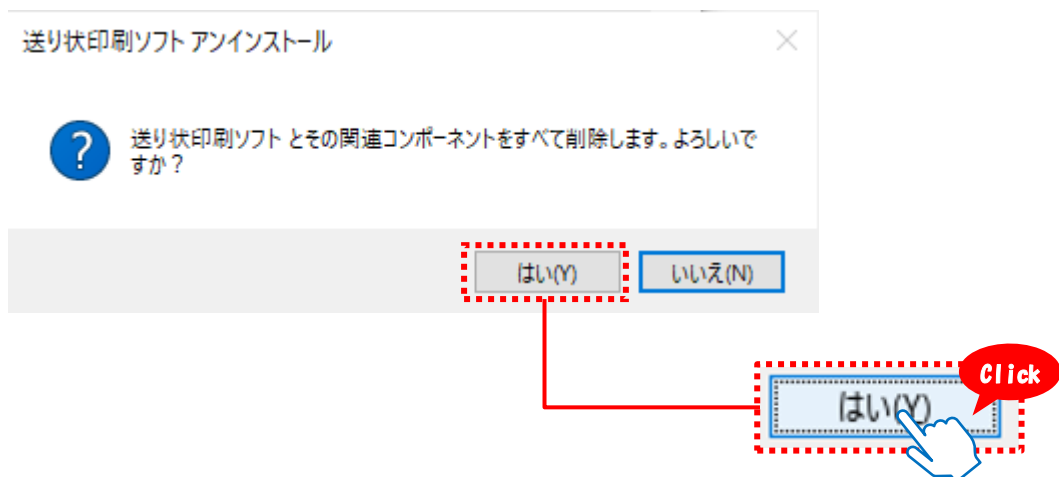 送り状印刷ソフト アンインストール
送り状印刷ソフト とその関連コンポーネントをすべて削除します。よろしいで
すか？
はい(Y)
いいえ(N)
Click
はい(Y)